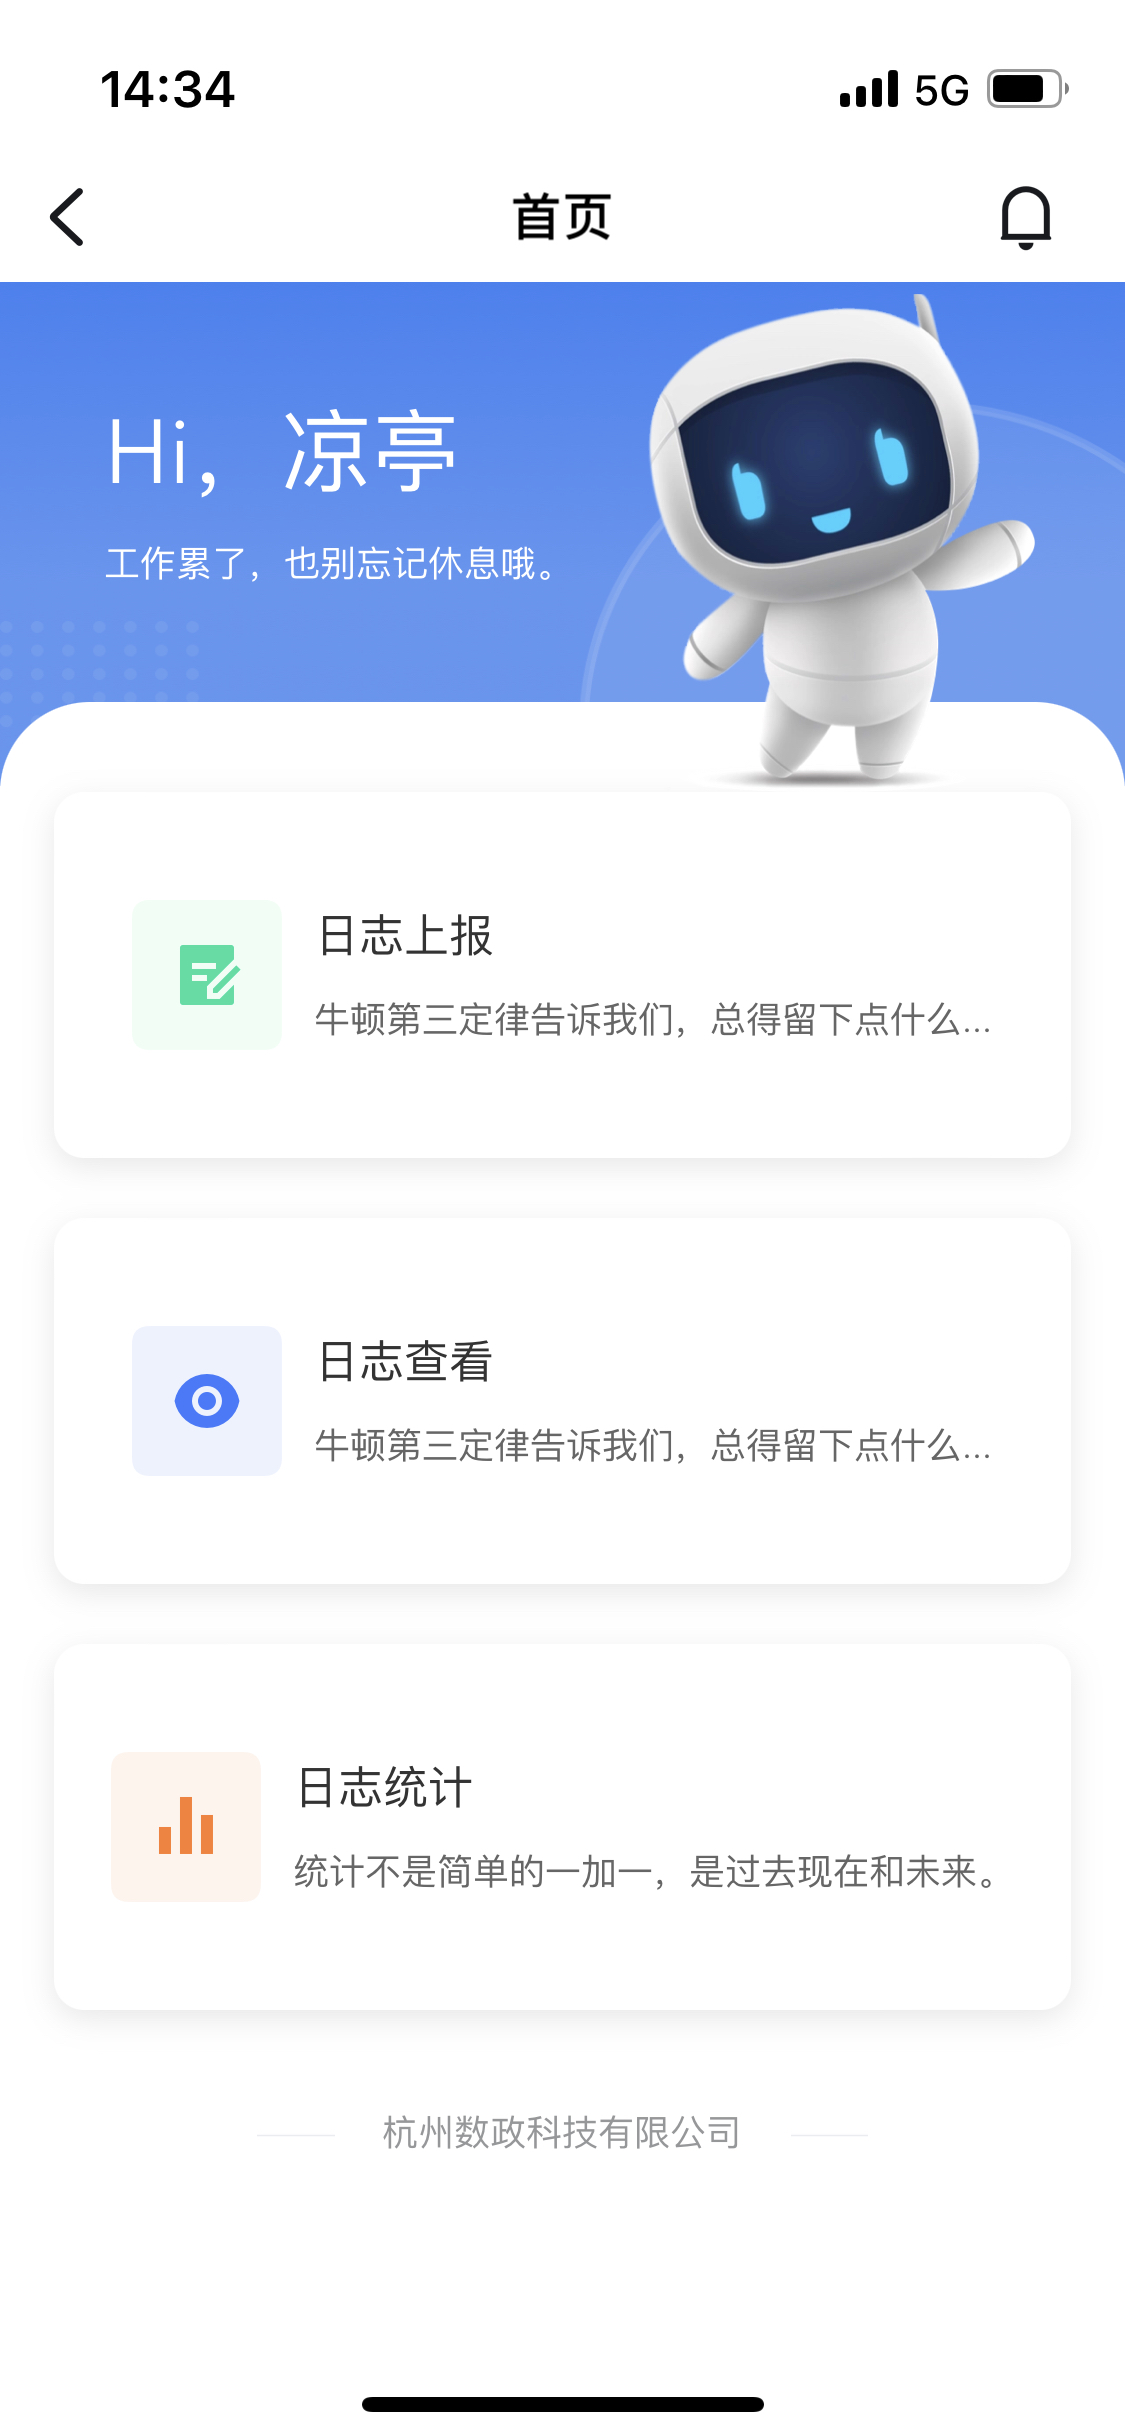 14:34
5G
首页
Hi，凉亭
工作累了，也别忘记休息哦。
日志上报
牛顿第三定律告诉我们，总得留下点什么...
日志查看
牛顿第三定律告诉我们，总得留下点什么...
日志统计
统计不是简单的一加一，是过去现在和未来。
杭州数政科技有限公司